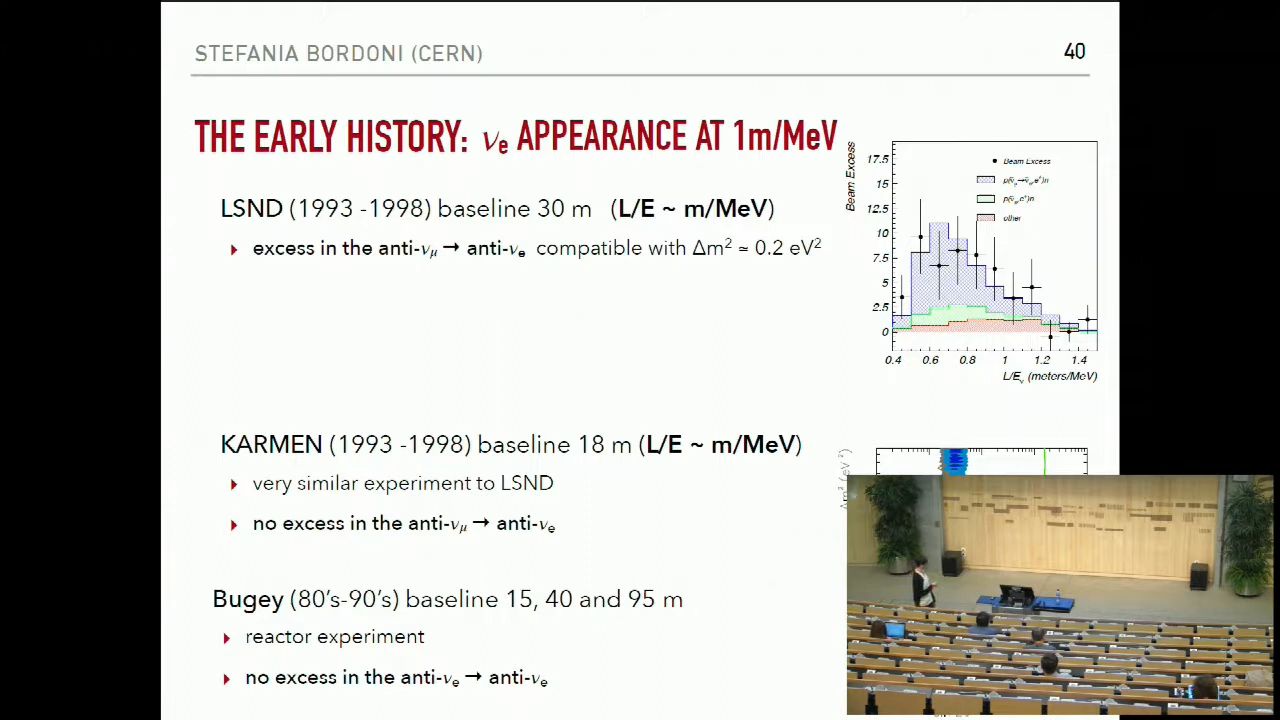 STEFANIA BORDONI (CERN)
40
THE EARLY HISTORY: νe APPEARANCE AT 1m/MeV
LSND (1993 -1998) baseline 30 m (L/E ~ m/MeV)
excess in the anti-νμ → anti-νe compatible with Δm² ≃ 0.2 eV²
Beam Excess
17.5
15
12.5
10
7.5
5
2.5
0
Beam Excess
p(ν̄μ→ν̄e,e⁺)n
p(ν̄e,e⁺)n
other
0.4 0.6 0.8 1 1.2 1.4
L/Eν (meters/MeV)
KARMEN (1993 -1998) baseline 18 m (L/E ~ m/MeV)
very similar experiment to LSND
no excess in the anti-νμ → anti-νe
Bugey (80's-90's) baseline 15, 40 and 95 m
reactor experiment
no excess in the anti-νe → anti-νe